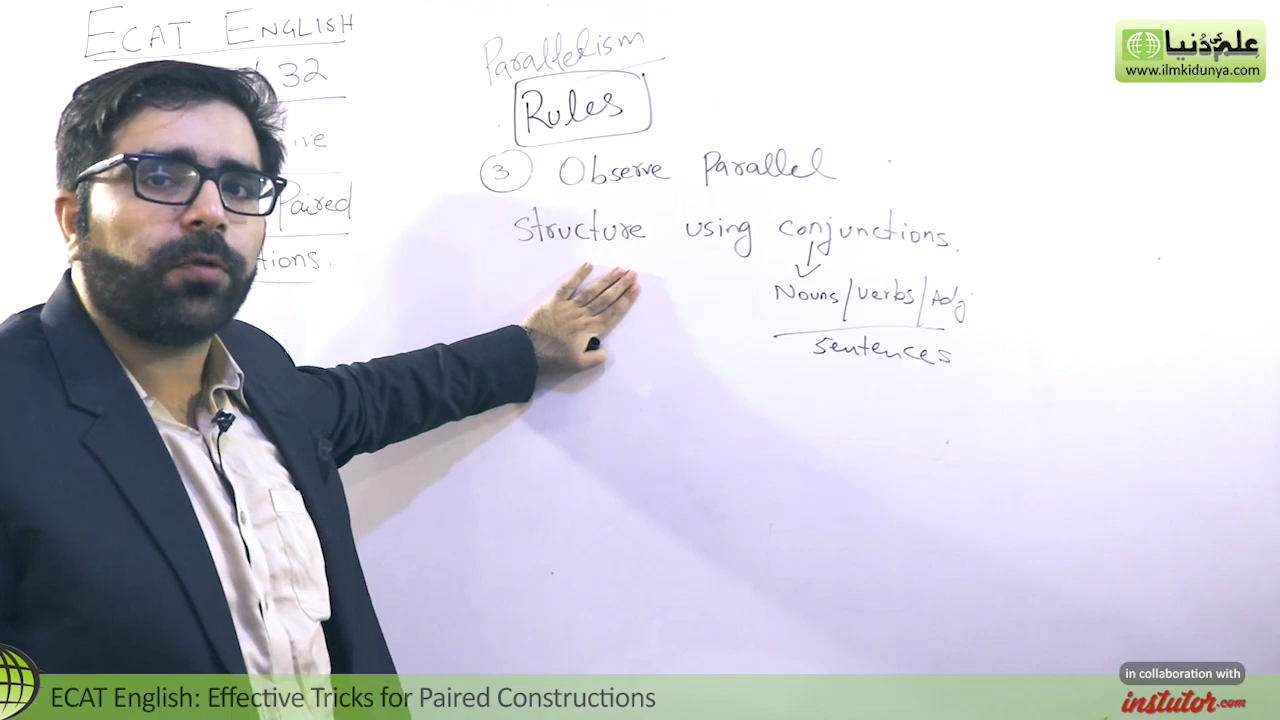 ECAT ENGLISH
32
ive
Paired
tions.
Parallelism
Rules
3 Observe Parallel
structure using conjunctions.
Nouns/Verbs/Adj
Sentences
علم کی دُنیا
www.ilmkidunya.com
ECAT English: Effective Tricks for Paired Constructions
in collaboration with
instutor.com